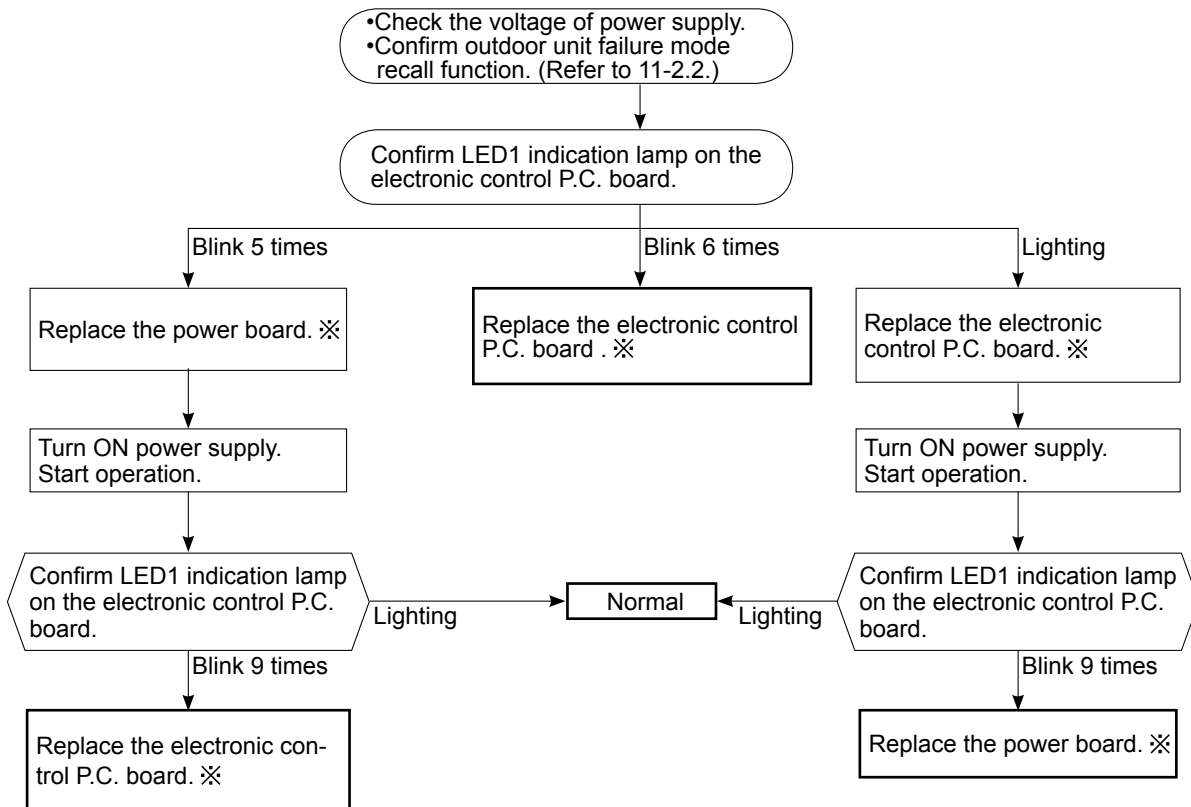 •Check the voltage of power supply.
•Confirm outdoor unit failure mode
recall function. (Refer to 11-2.2.)
Confirm LED1 indication lamp on the
electronic control P.C. board.
Blink 5 times
Blink 6 times
Lighting
Replace the power board. ※
Replace the electronic control
P.C. board . ※
Replace the electronic
control P.C. board. ※
Turn ON power supply.
Start operation.
Turn ON power supply.
Start operation.
Confirm LED1 indication lamp
on the electronic control P.C.
board.
Lighting
Normal
Lighting
Confirm LED1 indication lamp
on the electronic control P.C.
board.
Blink 9 times
Blink 9 times
Replace the electronic con-
trol P.C. board. ※
Replace the power board. ※